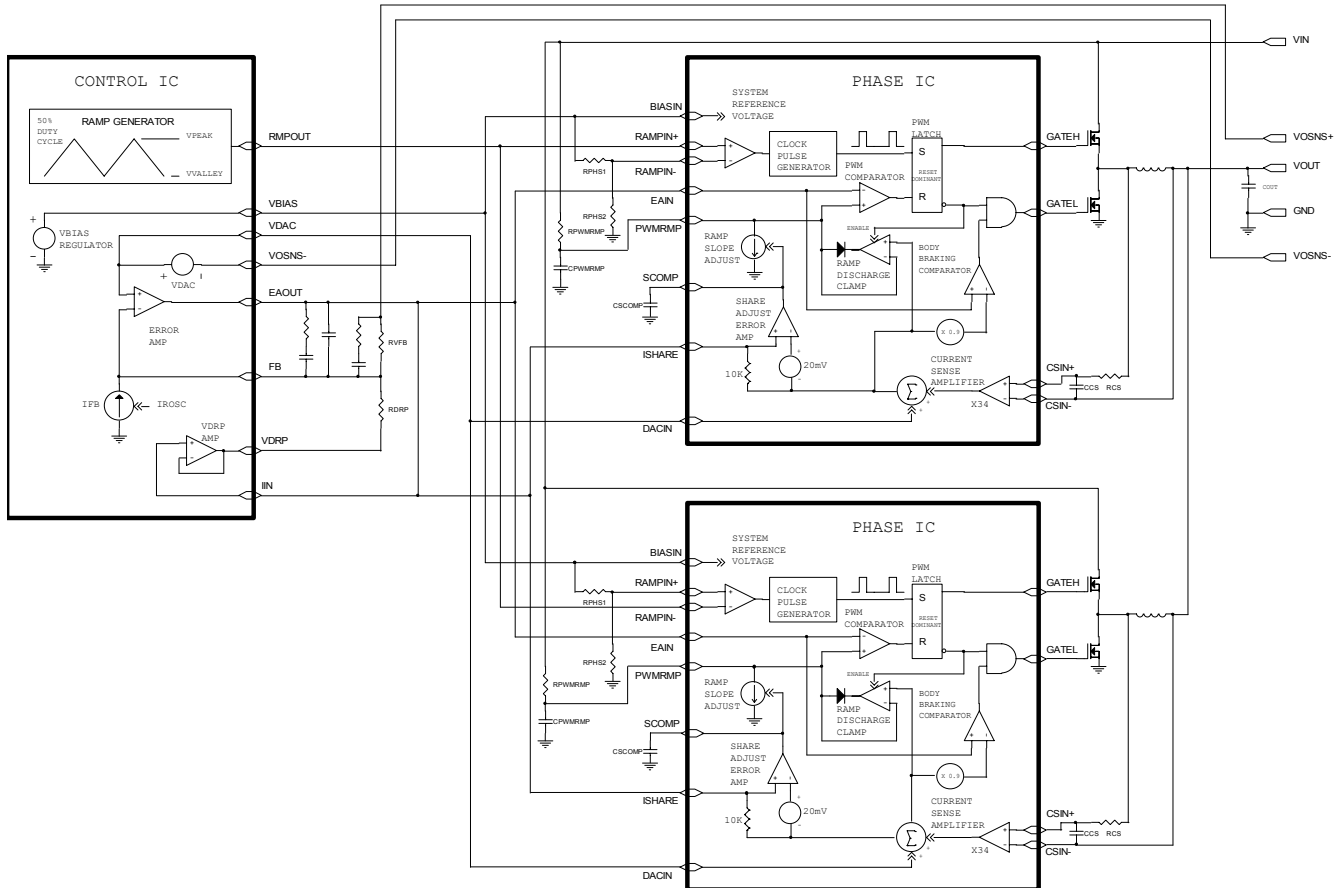 CONTROL IC
50%
DUTY
CYCLE
RAMP GENERATOR
VPEAK
VVALLEY
RMPOUT
VBIAS
+
VBIAS
REGULATOR
-
VDAC
VOSNS-
+
-
VDAC
EAOUT
+
-
ERROR
AMP
RVFB
FB
IFB
IROSC
RDRP
VDRP
AMP
+
-
VDRP
IIN
PHASE IC
BIASIN
SYSTEM
REFERENCE
VOLTAGE
RAMPIN+
+
-
CLOCK
PULSE
GENERATOR
PWM
LATCH
S
RESET
DOMINANT
R
GATEH
RPHS1
RAMPIN-
PWM
COMPARATOR
-
+
EAIN
RPHS2
RPWMRMP
PWMRMP
GATEL
ENABLE
RAMP
SLOPE
ADJUST
+
-
BODY
BRAKING
COMPARATOR
RAMP
DISCHARGE
CLAMP
CPWMRMP
SCOMP
CSCOMP
SHARE
ADJUST
ERROR
AMP
+
-
+
-
X 0.9
ISHARE
10K
+
20mV
-
CURRENT
SENSE
AMPLIFIER
Σ
+
+
X34
+
-
CSIN+
CCS
RCS
CSIN-
DACIN
VIN
VOSNS+
VOUT
COUT
GND
VOSNS-
PHASE IC
BIASIN
SYSTEM
REFERENCE
VOLTAGE
RAMPIN+
+
-
CLOCK
PULSE
GENERATOR
PWM
LATCH
S
RESET
DOMINANT
R
GATEH
RPHS1
RAMPIN-
PWM
COMPARATOR
-
+
EAIN
RPHS2
RPWMRMP
PWMRMP
GATEL
ENABLE
RAMP
SLOPE
ADJUST
+
-
BODY
BRAKING
COMPARATOR
RAMP
DISCHARGE
CLAMP
CPWMRMP
SCOMP
CSCOMP
SHARE
ADJUST
ERROR
AMP
+
-
+
-
X 0.9
ISHARE
10K
+
20mV
-
CURRENT
SENSE
AMPLIFIER
Σ
+
+
X34
+
-
CSIN+
CCS
RCS
CSIN-
DACIN